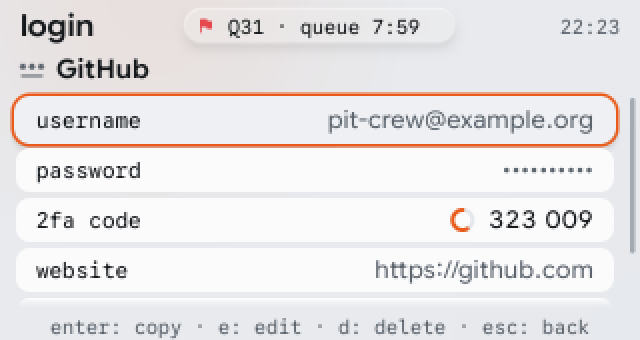 login
Q31 · queue 7:59
22:23
GitHub
username pit-crew@example.org
password ••••••••••
2fa code 323 009
website https://github.com
enter: copy · e: edit · d: delete · esc: back